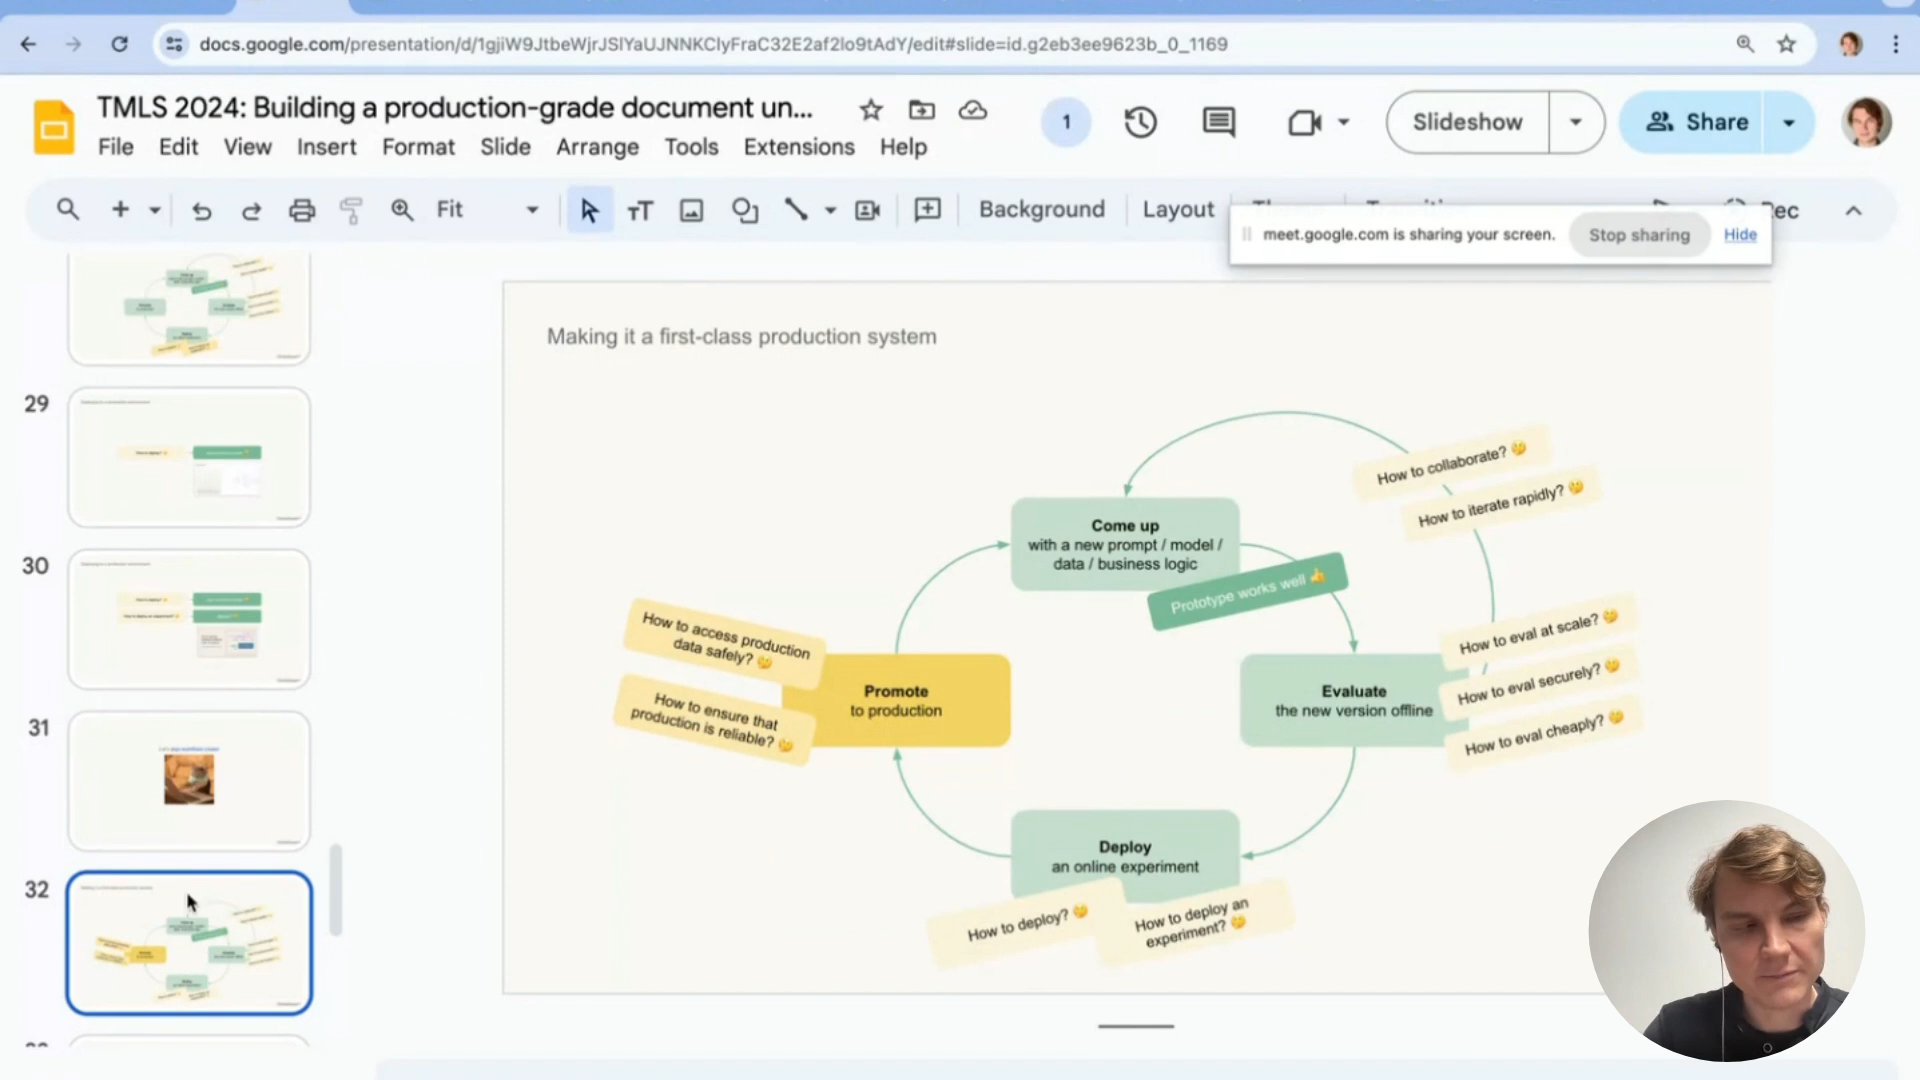 docs.google.com/presentation/d/1gjiW9JtbeWjrJSlYaUJNNKClyFraC32E2af2lo9tAdY/edit#slide=id.g2eb3ee9623b_0_1169
TMLS 2024: Building a production-grade document un...
1
Slideshow
Share
File Edit View Insert Format Slide Arrange Tools Extensions Help
Fit
Background
Layout
Rec
meet.google.com is sharing your screen.
Stop sharing
Hide
29
30
31
32
Making it a first-class production system
How to collaborate? 🤔
How to iterate rapidly? 🤔
Come up
with a new prompt / model /
data / business logic
Prototype works well 👍
How to access production
data safely? 🤔
How to ensure that
production is reliable? 🤔
Promote
to production
Evaluate
the new version offline
How to eval at scale? 🤔
How to eval securely? 🤔
How to eval cheaply? 🤔
Deploy
an online experiment
How to deploy? 🤔
How to deploy an
experiment? 🤔